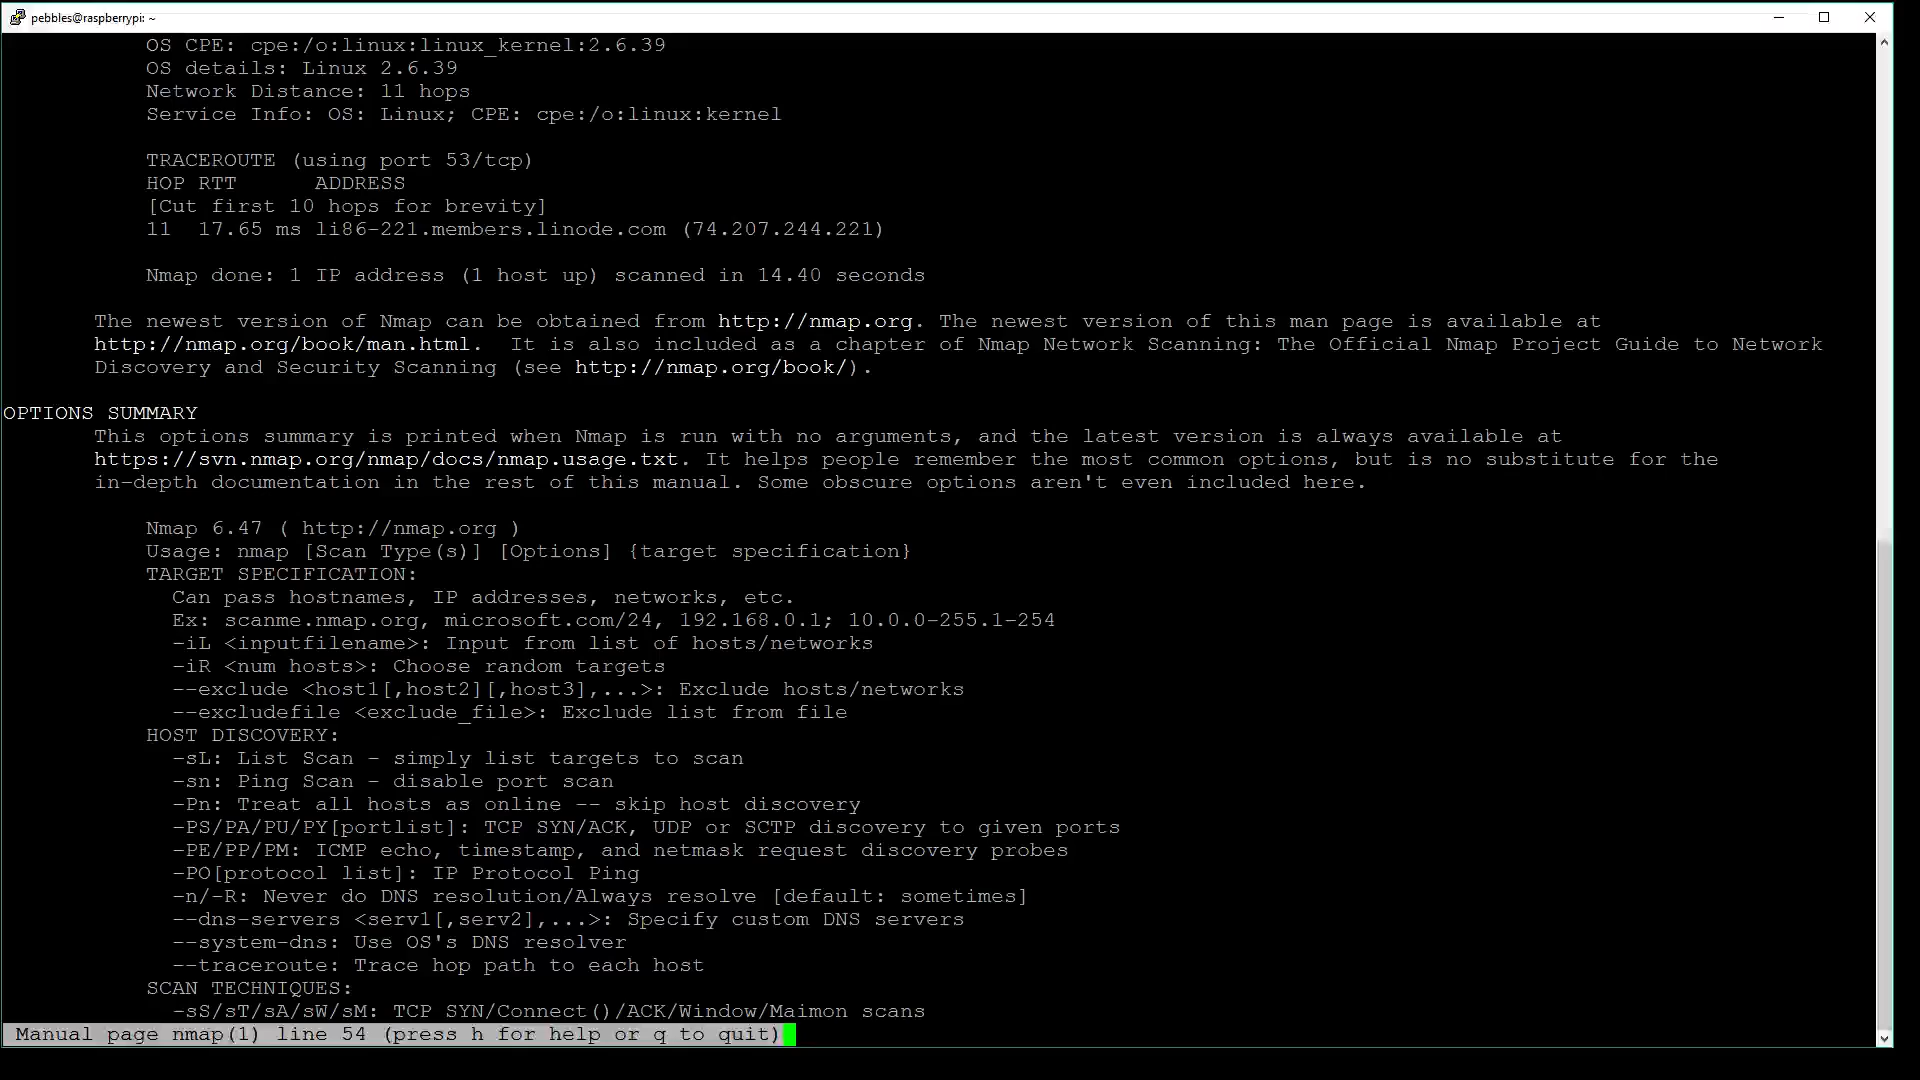 pebbles@raspberrypi: ~
OS CPE: cpe:/o:linux:linux_kernel:2.6.39
OS details: Linux 2.6.39
Network Distance: 11 hops
Service Info: OS: Linux; CPE: cpe:/o:linux:kernel
TRACEROUTE (using port 53/tcp)
HOP RTT      ADDRESS
[Cut first 10 hops for brevity]
11  17.65 ms li86-221.members.linode.com (74.207.244.221)
Nmap done: 1 IP address (1 host up) scanned in 14.40 seconds
The newest version of Nmap can be obtained from http://nmap.org. The newest version of this man page is available at
http://nmap.org/book/man.html.  It is also included as a chapter of Nmap Network Scanning: The Official Nmap Project Guide to Network
Discovery and Security Scanning (see http://nmap.org/book/).
OPTIONS SUMMARY
This options summary is printed when Nmap is run with no arguments, and the latest version is always available at
https://svn.nmap.org/nmap/docs/nmap.usage.txt. It helps people remember the most common options, but is no substitute for the
in-depth documentation in the rest of this manual. Some obscure options aren't even included here.
Nmap 6.47 ( http://nmap.org )
Usage: nmap [Scan Type(s)] [Options] {target specification}
TARGET SPECIFICATION:
Can pass hostnames, IP addresses, networks, etc.
Ex: scanme.nmap.org, microsoft.com/24, 192.168.0.1; 10.0.0-255.1-254
-iL <inputfilename>: Input from list of hosts/networks
-iR <num hosts>: Choose random targets
--exclude <host1[,host2][,host3],...>: Exclude hosts/networks
--excludefile <exclude_file>: Exclude list from file
HOST DISCOVERY:
-sL: List Scan - simply list targets to scan
-sn: Ping Scan - disable port scan
-Pn: Treat all hosts as online -- skip host discovery
-PS/PA/PU/PY[portlist]: TCP SYN/ACK, UDP or SCTP discovery to given ports
-PE/PP/PM: ICMP echo, timestamp, and netmask request discovery probes
-PO[protocol list]: IP Protocol Ping
-n/-R: Never do DNS resolution/Always resolve [default: sometimes]
--dns-servers <serv1[,serv2],...>: Specify custom DNS servers
--system-dns: Use OS's DNS resolver
--traceroute: Trace hop path to each host
SCAN TECHNIQUES:
-sS/sT/sA/sW/sM: TCP SYN/Connect()/ACK/Window/Maimon scans
Manual page nmap(1) line 54 (press h for help or q to quit)